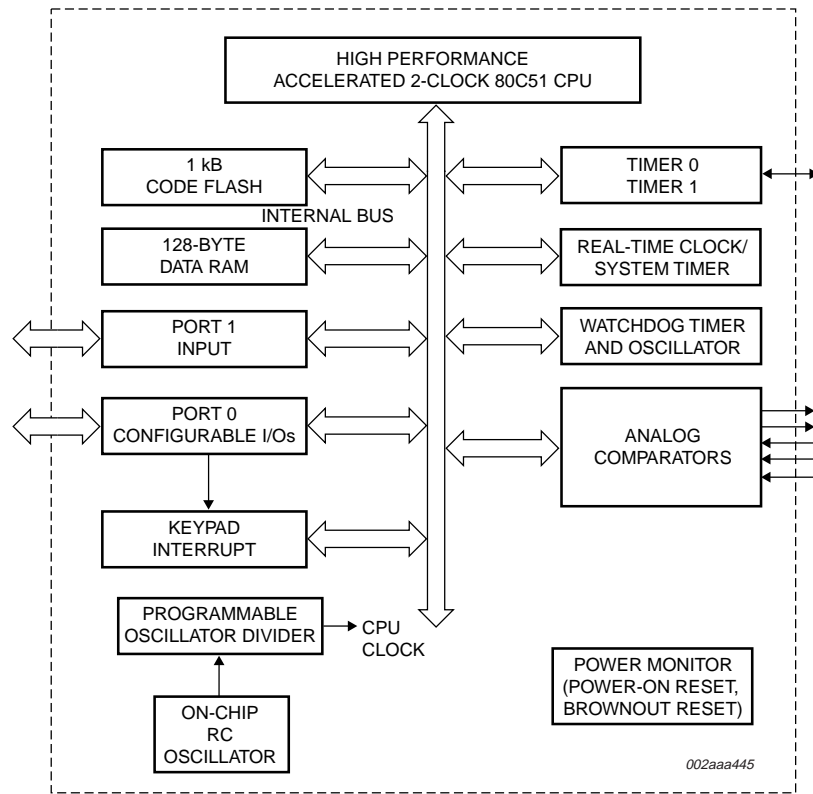 HIGH PERFORMANCE
ACCELERATED 2-CLOCK 80C51 CPU
1 kB
CODE FLASH
TIMER 0
TIMER 1
INTERNAL BUS
128-BYTE
DATA RAM
REAL-TIME CLOCK/
SYSTEM TIMER
PORT 1
INPUT
WATCHDOG TIMER
AND OSCILLATOR
PORT 0
CONFIGURABLE I/Os
ANALOG
COMPARATORS
KEYPAD
INTERRUPT
PROGRAMMABLE
OSCILLATOR DIVIDER
CPU
CLOCK
POWER MONITOR
(POWER-ON RESET,
BROWNOUT RESET)
ON-CHIP
RC
OSCILLATOR
002aaa445